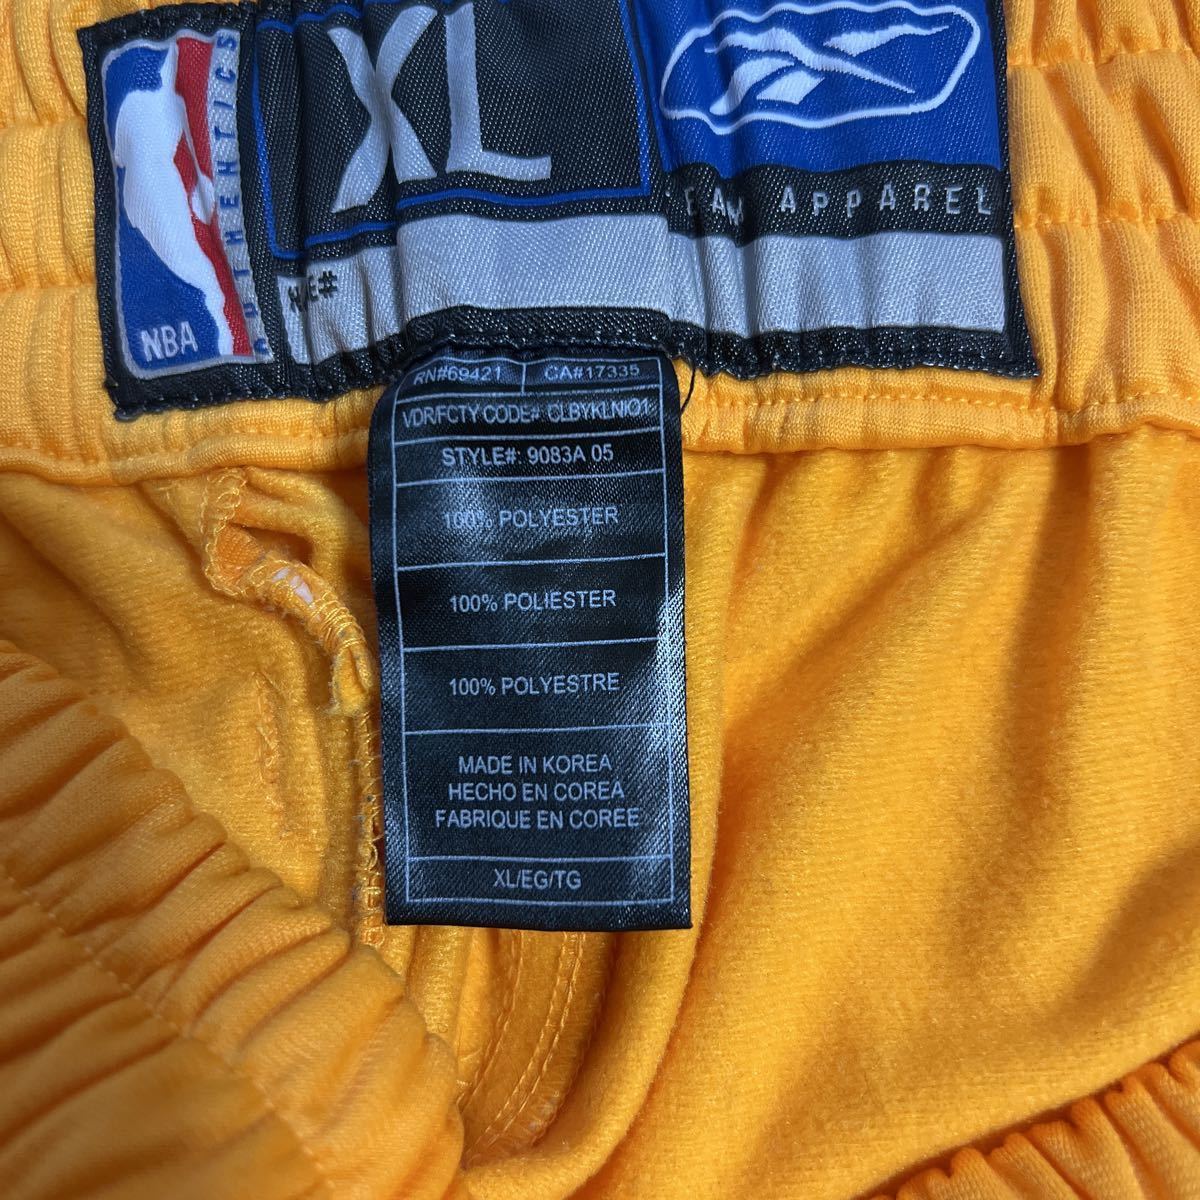 NBA
XL
APPAREL
RN#69421 CA#17335
VDR/FCTY CODE# CLBYKLNIO1
STYLE#: 9083A 05
100% POLYESTER
100% POLIESTER
100% POLYESTRE
MADE IN KOREA
HECHO EN COREA
FABRIQUE EN COREE
XL/EG/TG